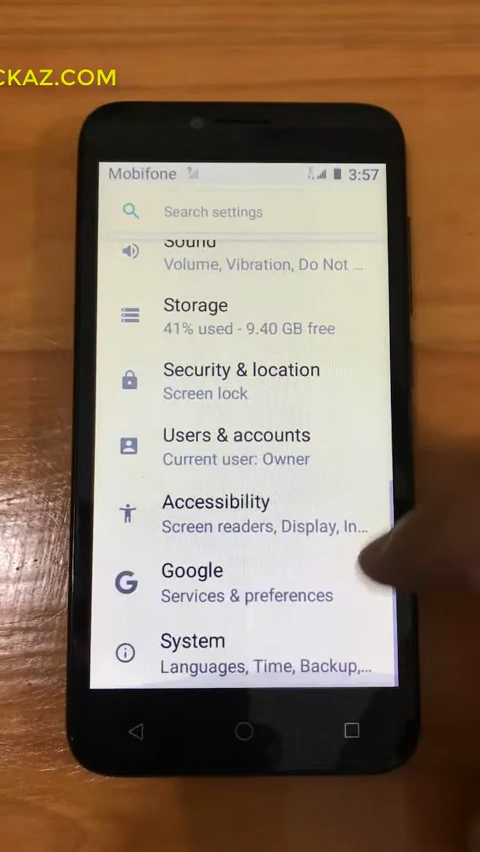 CKAZ.COM
Mobifone
3:57
Search settings
Sound
Volume, Vibration, Do Not ...
Storage
41% used - 9.40 GB free
Security & location
Screen lock
Users & accounts
Current user: Owner
Accessibility
Screen readers, Display, In...
Google
Services & preferences
System
Languages, Time, Backup,...